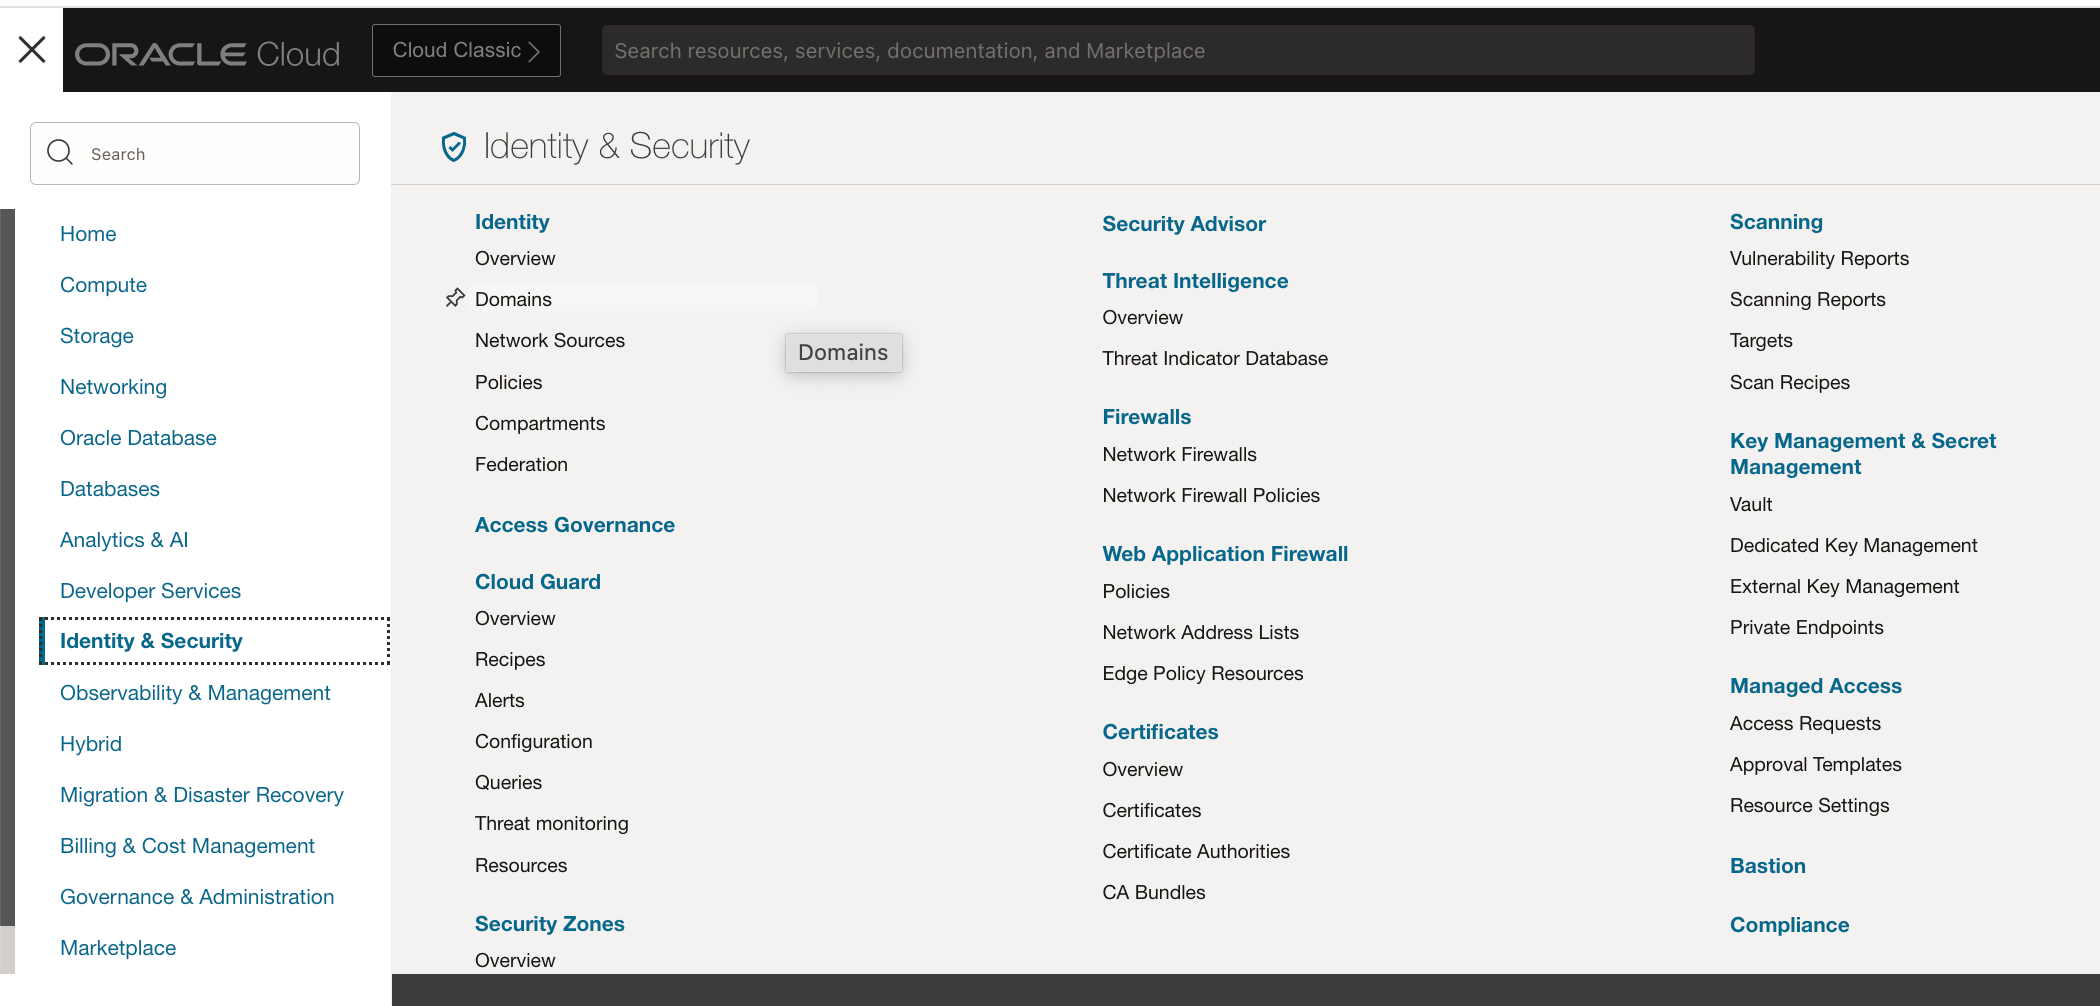 ORACLE Cloud
Cloud Classic
Search resources, services, documentation, and Marketplace
Search
Home
Compute
Storage
Networking
Oracle Database
Databases
Analytics & AI
Developer Services
Identity & Security
Observability & Management
Hybrid
Migration & Disaster Recovery
Billing & Cost Management
Governance & Administration
Marketplace
Identity & Security
Identity
Overview
Domains
Network Sources
Policies
Compartments
Federation
Domains
Access Governance
Cloud Guard
Overview
Recipes
Alerts
Configuration
Queries
Threat monitoring
Resources
Security Zones
Overview
Security Advisor
Threat Intelligence
Overview
Threat Indicator Database
Firewalls
Network Firewalls
Network Firewall Policies
Web Application Firewall
Policies
Network Address Lists
Edge Policy Resources
Certificates
Overview
Certificates
Certificate Authorities
CA Bundles
Scanning
Vulnerability Reports
Scanning Reports
Targets
Scan Recipes
Key Management & Secret
Management
Vault
Dedicated Key Management
External Key Management
Private Endpoints
Managed Access
Access Requests
Approval Templates
Resource Settings
Bastion
Compliance